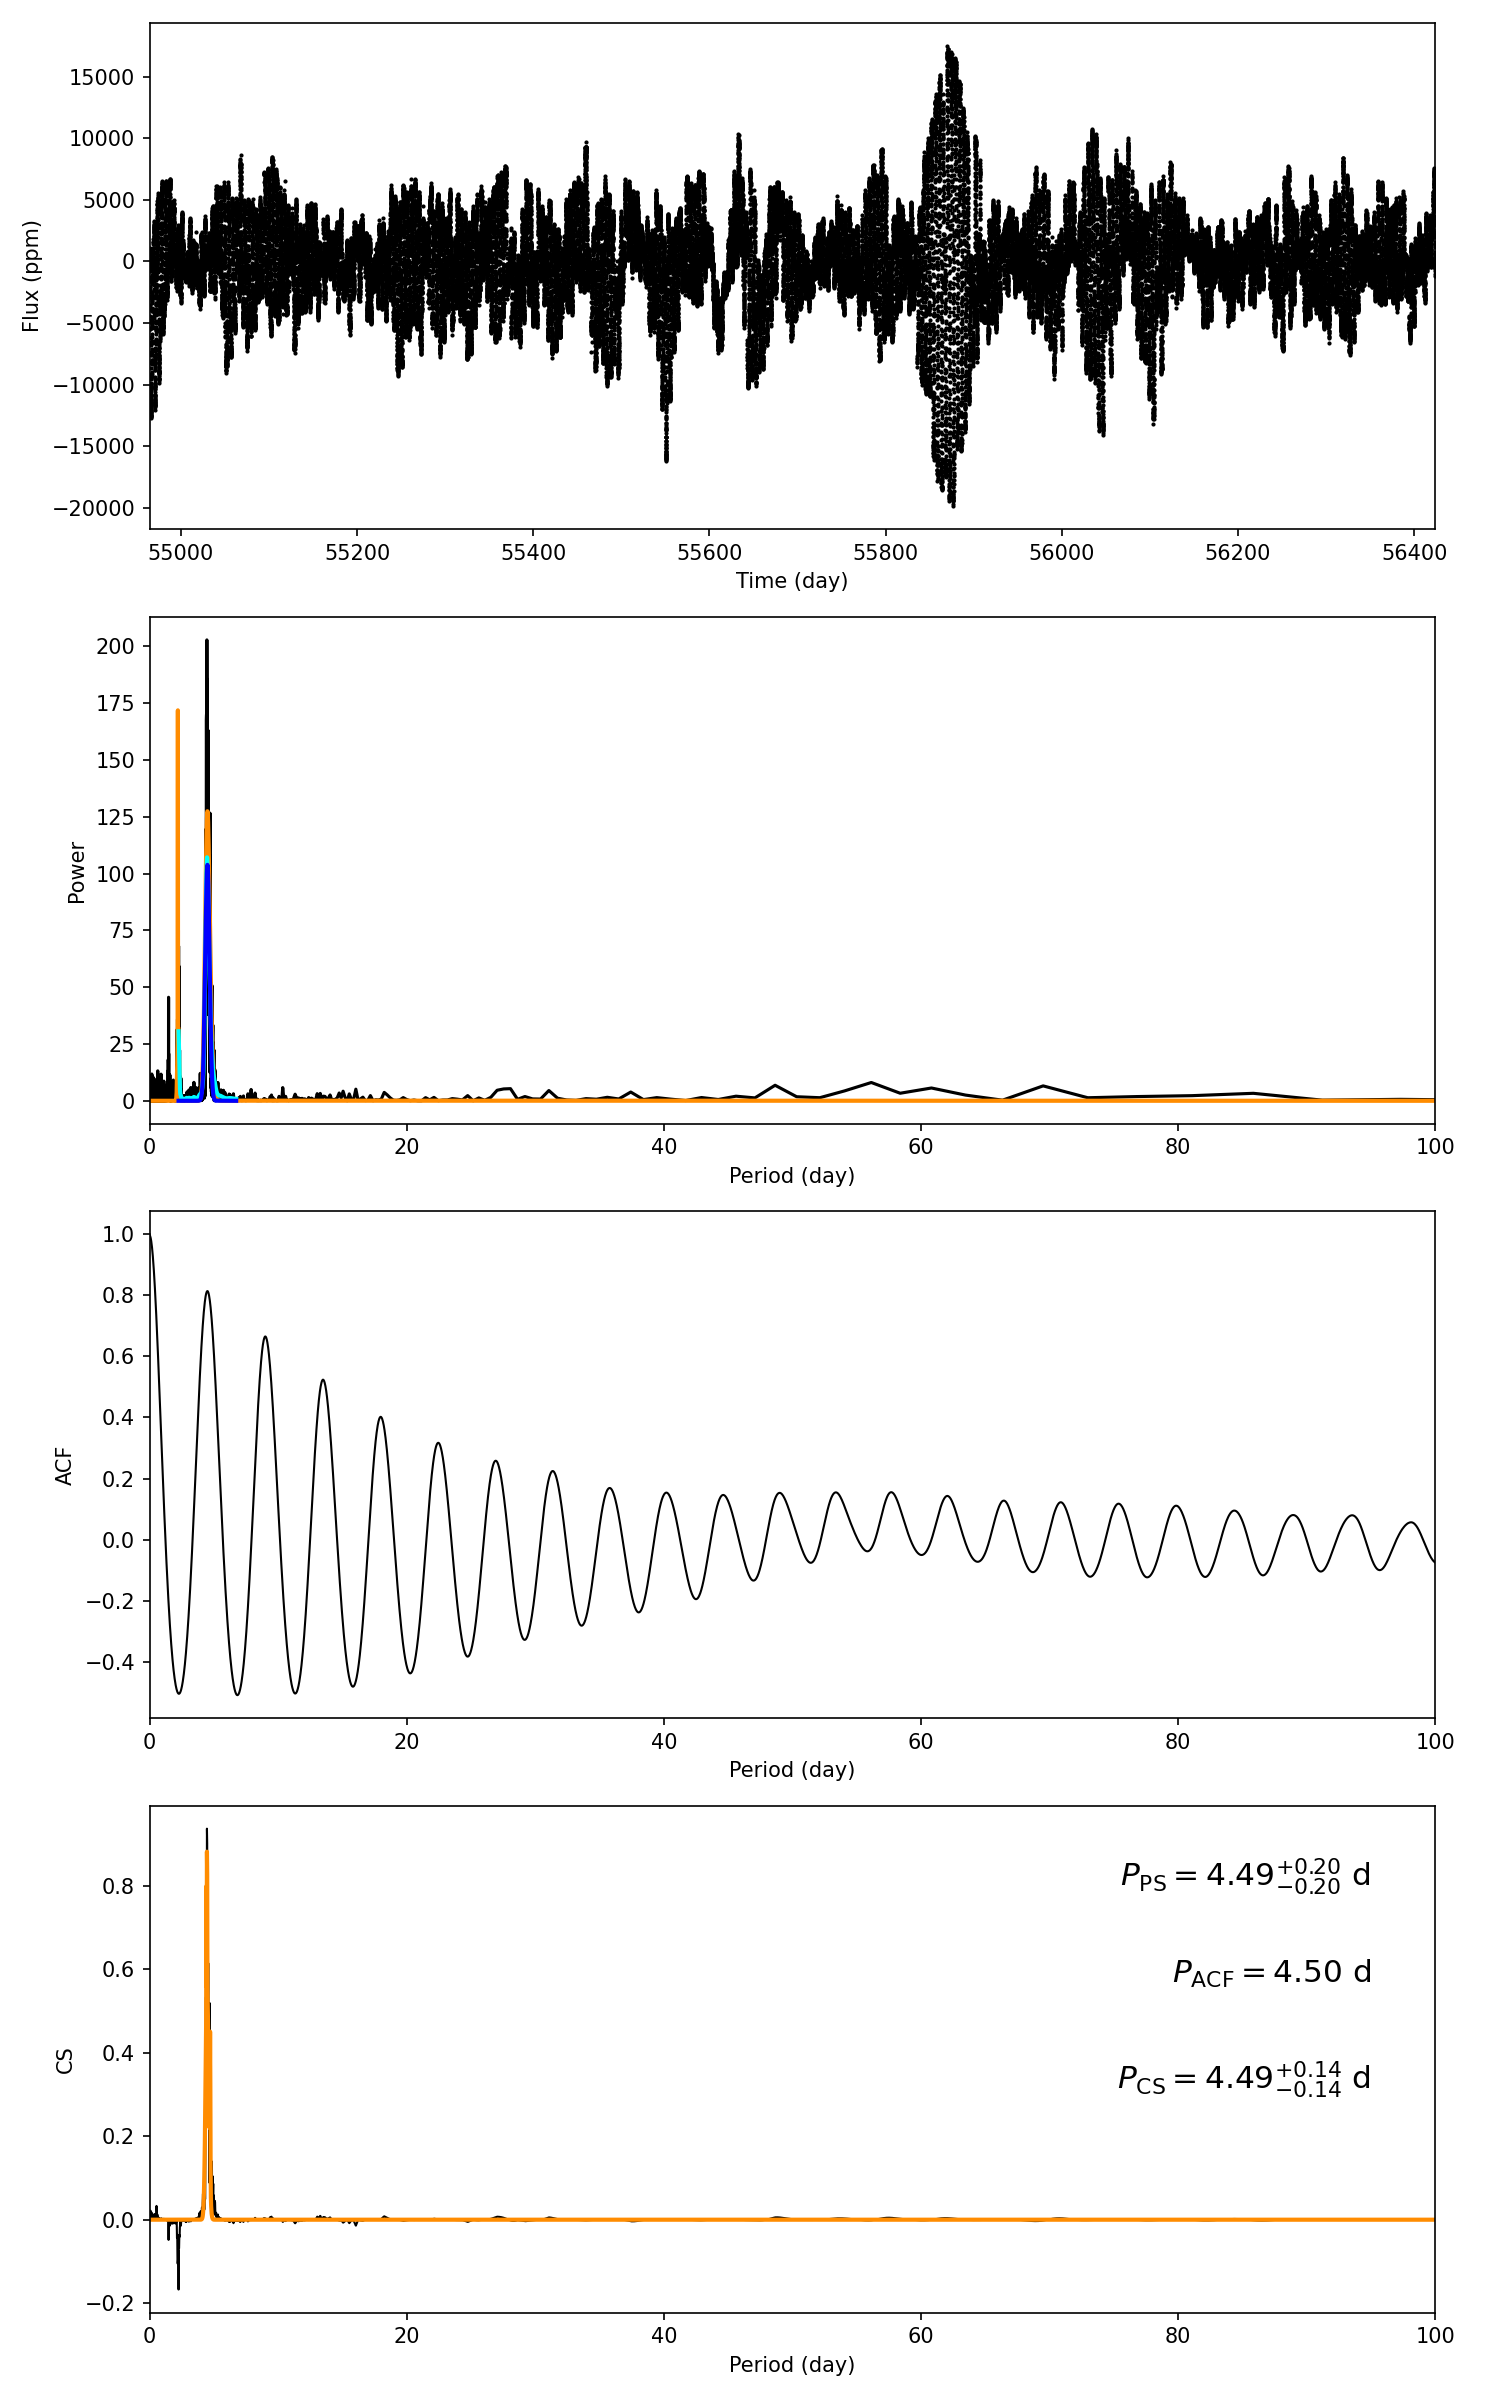 15000
10000
5000
0
−5000
−10000
−15000
−20000
Flux (ppm)
55000 55200 55400 55600 55800 56000 56200 56400
Time (day)
200
175
150
125
100
75
50
25
0
Power
0 20 40 60 80 100
Period (day)
1.0
0.8
0.6
0.4
0.2
0.0
−0.2
−0.4
ACF
0 20 40 60 80 100
Period (day)
0.8
0.6
0.4
0.2
0.0
−0.2
CS
P_PS = 4.49^{+0.20}_{−0.20} d
P_ACF = 4.50 d
P_CS = 4.49^{+0.14}_{−0.14} d
0 20 40 60 80 100
Period (day)